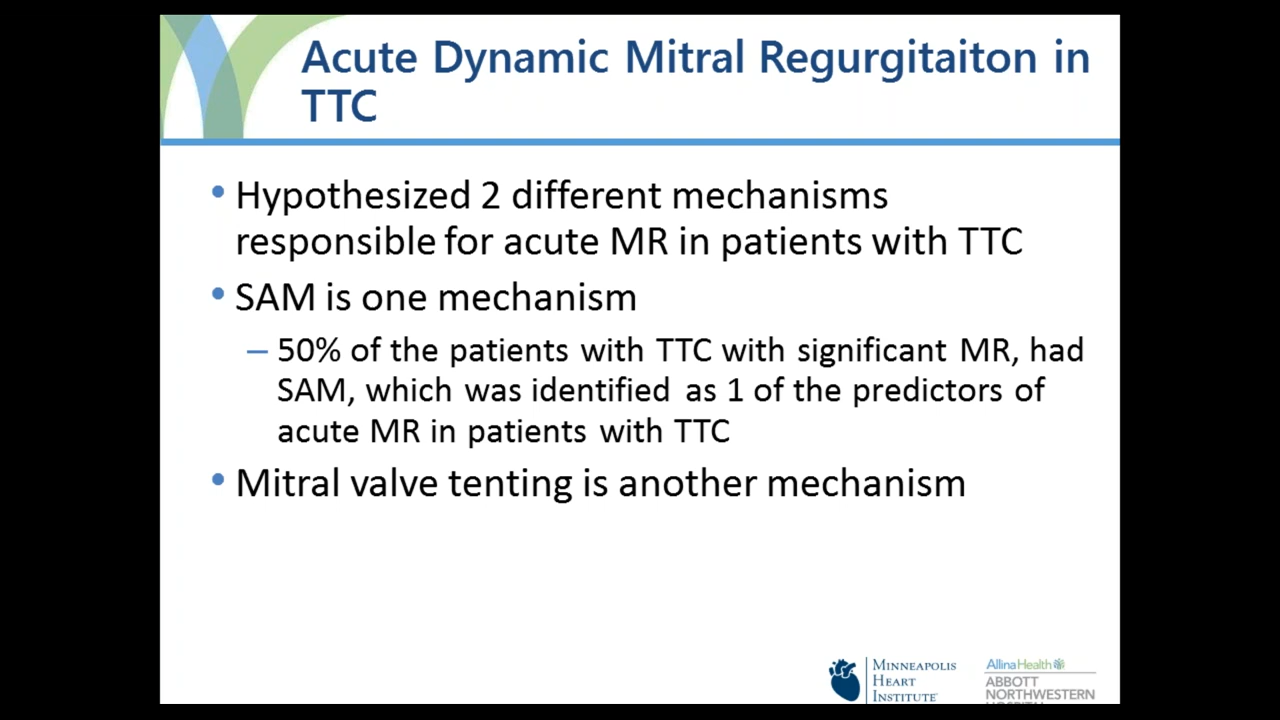 Acute Dynamic Mitral Regurgitaiton in
TTC
• Hypothesized 2 different mechanisms
responsible for acute MR in patients with TTC
• SAM is one mechanism
– 50% of the patients with TTC with significant MR, had
SAM, which was identified as 1 of the predictors of
acute MR in patients with TTC
• Mitral valve tenting is another mechanism
MINNEAPOLIS
HEART
INSTITUTE
Allina Health
ABBOTT
NORTHWESTERN
HOSPITAL